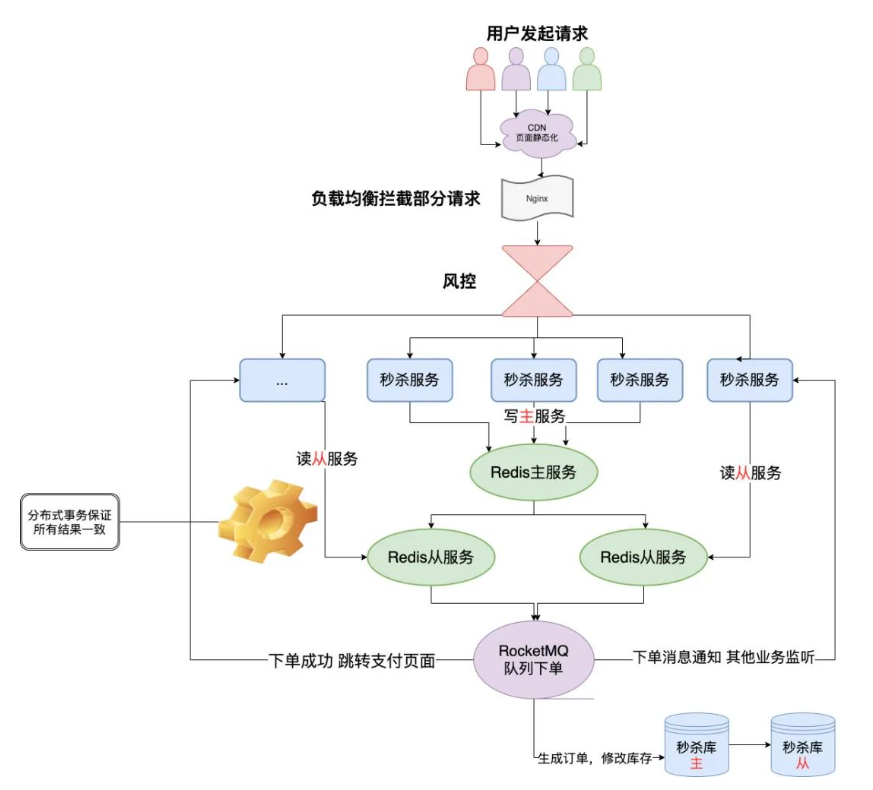 用户发起请求
CDN
页面静态化
负载均衡拦截部分请求
Nginx
风控
...
秒杀服务
秒杀服务
秒杀服务
秒杀服务
写主服务
读从服务
Redis主服务
读从服务
分布式事务保证
所有结果一致
Redis从服务
Redis从服务
RocketMQ
队列下单
下单成功 跳转支付页面
下单消息通知 其他业务监听
生成订单，修改库存
秒杀库
主
秒杀库
从